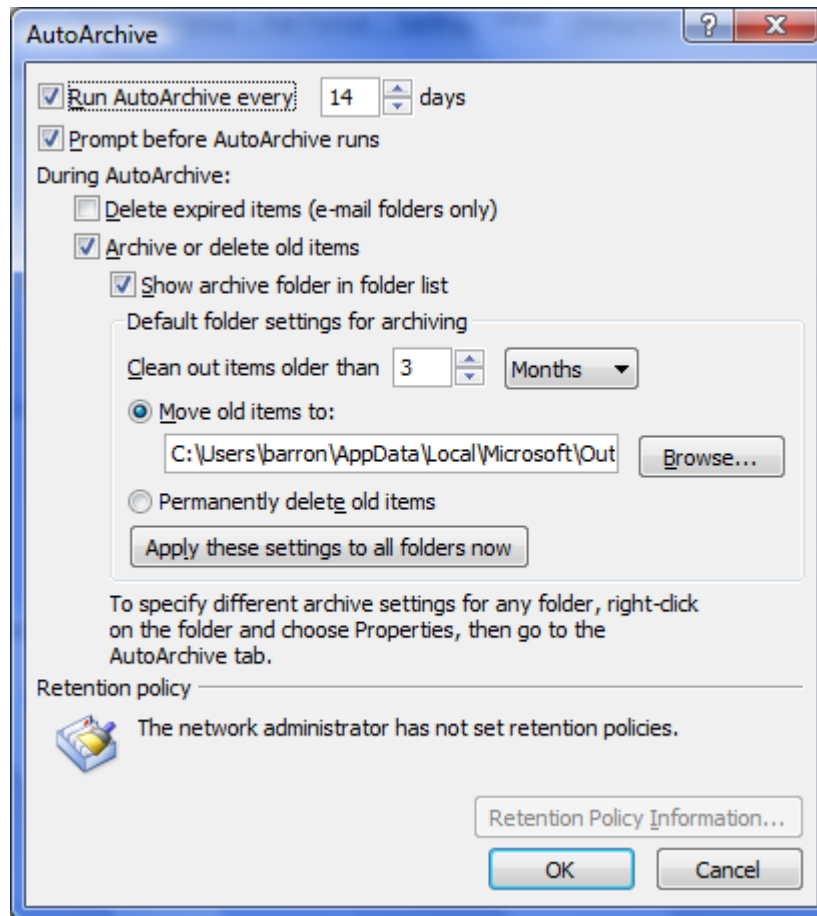 AutoArchive
Run AutoArchive every 14 days
Prompt before AutoArchive runs
During AutoArchive:
Delete expired items (e-mail folders only)
Archive or delete old items
Show archive folder in folder list
Default folder settings for archiving
Clean out items older than 3 Months
Move old items to:
C:\Users\barron\AppData\Local\Microsoft\Out Browse...
Permanently delete old items
Apply these settings to all folders now
To specify different archive settings for any folder, right-click
on the folder and choose Properties, then go to the
AutoArchive tab.
Retention policy
The network administrator has not set retention policies.
Retention Policy Information...
OK Cancel